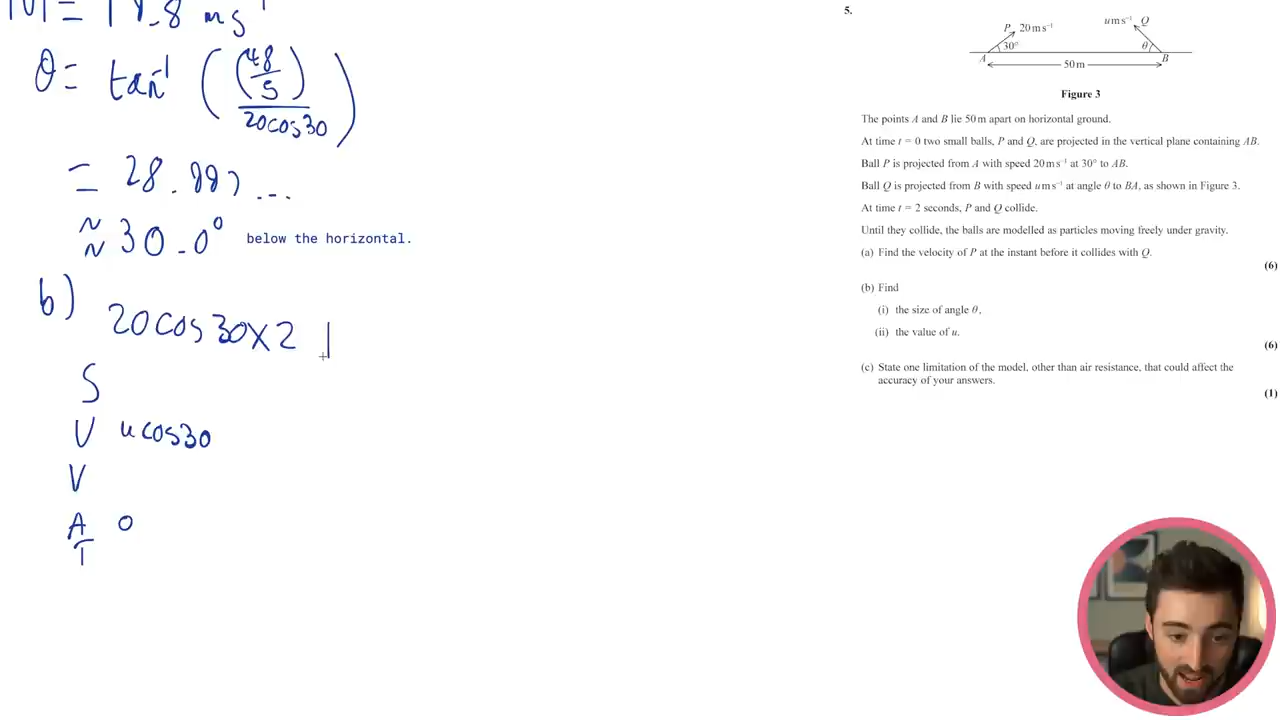 |V| = 19.8 ms⁻¹
θ = tan⁻¹ ( (48/5) / 20cos30 )
= 28.997...
≈ 30.0° below the horizontal.
b) 20cos30×2
S
U ucos30
V
A 0
T
5.
P 20 m s⁻¹
u m s⁻¹ Q
30°
θ
A
B
50 m
Figure 3
The points A and B lie 50 m apart on horizontal ground.
At time t = 0 two small balls, P and Q, are projected in the vertical plane containing AB.
Ball P is projected from A with speed 20 m s⁻¹ at 30° to AB.
Ball Q is projected from B with speed u m s⁻¹ at angle θ to BA, as shown in Figure 3.
At time t = 2 seconds, P and Q collide.
Until they collide, the balls are modelled as particles moving freely under gravity.
(a) Find the velocity of P at the instant before it collides with Q.
(6)
(b) Find
(i) the size of angle θ,
(ii) the value of u.
(6)
(c) State one limitation of the model, other than air resistance, that could affect the
accuracy of your answers.
(1)